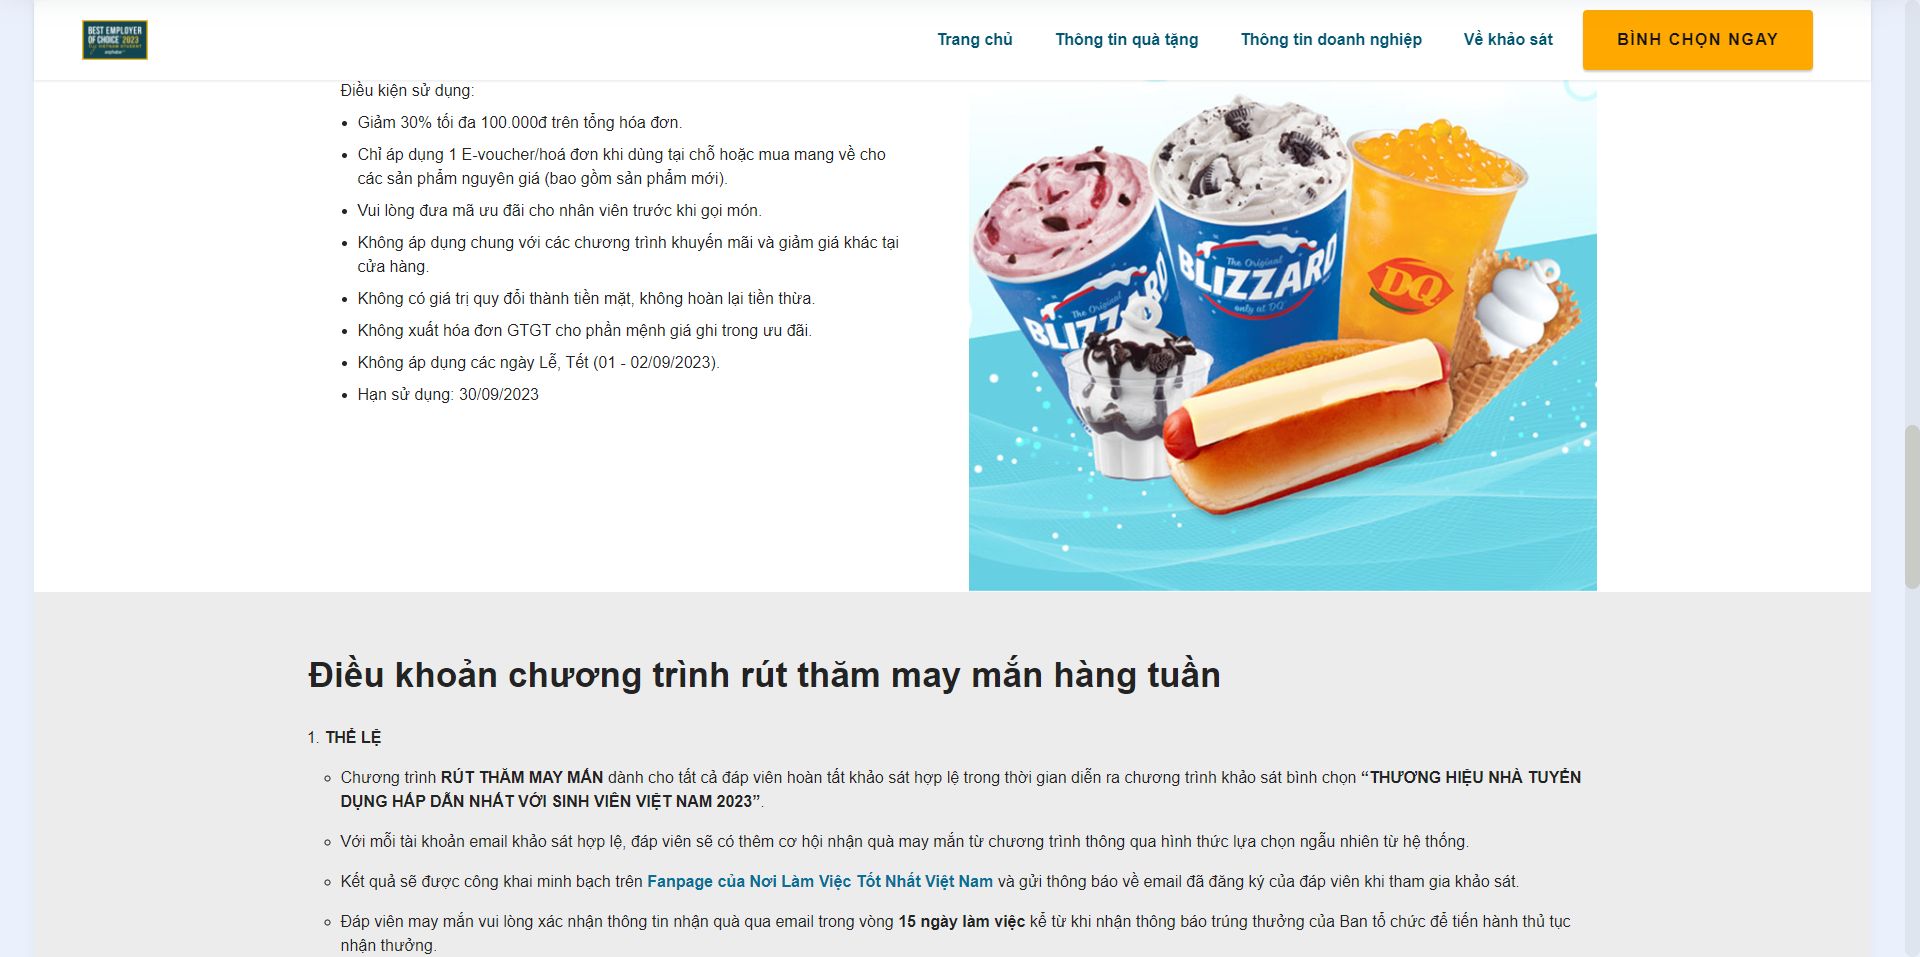 BEST EMPLOYER
OF CHOICE 2023
Trang chủ
Thông tin quà tặng
Thông tin doanh nghiệp
Về khảo sát
BÌNH CHỌN NGAY
Điều kiện sử dụng:
Giảm 30% tối đa 100.000đ trên tổng hóa đơn.
Chỉ áp dụng 1 E-voucher/hoá đơn khi dùng tại chỗ hoặc mua mang về cho
các sản phẩm nguyên giá (bao gồm sản phẩm mới).
Vui lòng đưa mã ưu đãi cho nhân viên trước khi gọi món.
Không áp dụng chung với các chương trình khuyến mãi và giảm giá khác tại
cửa hàng.
Không có giá trị quy đổi thành tiền mặt, không hoàn lại tiền thừa.
Không xuất hóa đơn GTGT cho phần mệnh giá ghi trong ưu đãi.
Không áp dụng các ngày Lễ, Tết (01 - 02/09/2023).
Hạn sử dụng: 30/09/2023
The Original
BLIZZARD
The Original
BLIZZARD
only at DQ
DQ
Điều khoản chương trình rút thăm may mắn hàng tuần
1. THỂ LỆ
Chương trình RÚT THĂM MAY MẮN dành cho tất cả đáp viên hoàn tất khảo sát hợp lệ trong thời gian diễn ra chương trình khảo sát bình chọn “THƯƠNG HIỆU NHÀ TUYỂN
DỤNG HẤP DẪN NHẤT VỚI SINH VIÊN VIỆT NAM 2023”.
Với mỗi tài khoản email khảo sát hợp lệ, đáp viên sẽ có thêm cơ hội nhận quà may mắn từ chương trình thông qua hình thức lựa chọn ngẫu nhiên từ hệ thống.
Kết quả sẽ được công khai minh bạch trên Fanpage của Nơi Làm Việc Tốt Nhất Việt Nam và gửi thông báo về email đã đăng ký của đáp viên khi tham gia khảo sát.
Đáp viên may mắn vui lòng xác nhận thông tin nhận quà qua email trong vòng 15 ngày làm việc kể từ khi nhận thông báo trúng thưởng của Ban tổ chức để tiến hành thủ tục
nhận thưởng.